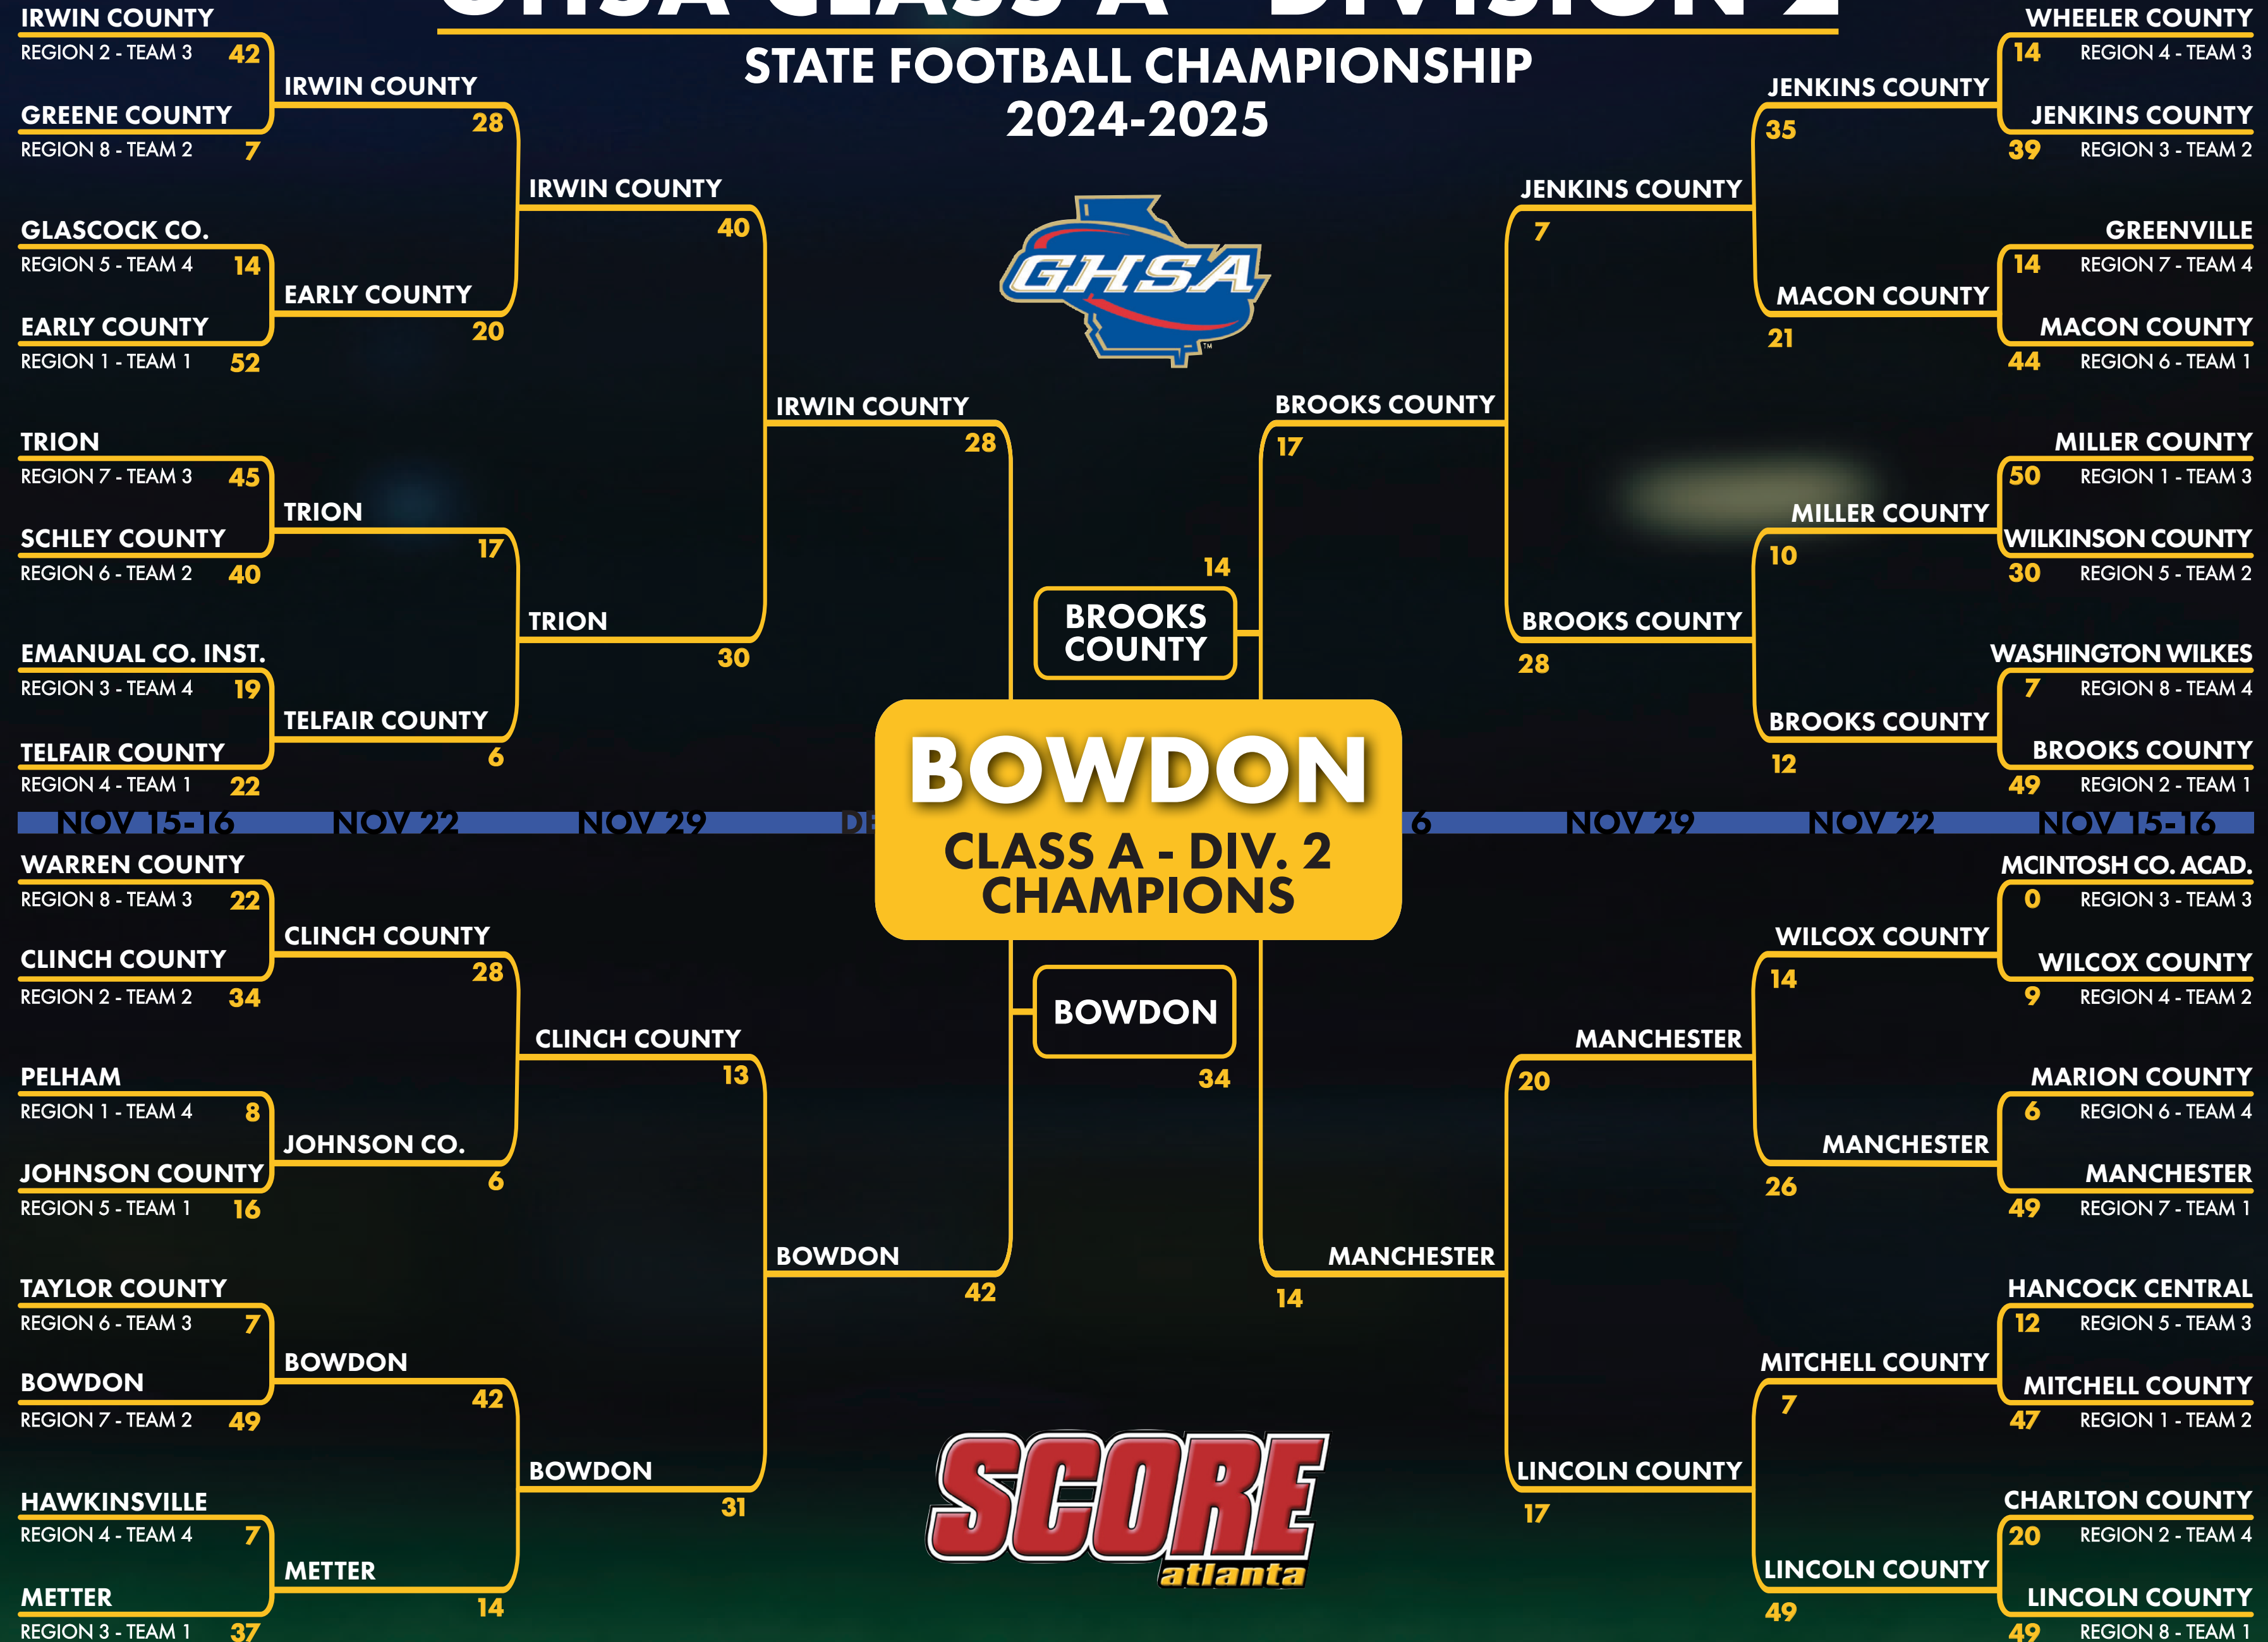 GHSA CLASS A - DIVISION 2
STATE FOOTBALL CHAMPIONSHIP
2024-2025
IRWIN COUNTY
REGION 2 - TEAM 3 42
GREENE COUNTY
REGION 8 - TEAM 2 7
GLASCOCK CO.
REGION 5 - TEAM 4 14
EARLY COUNTY
REGION 1 - TEAM 1 52
TRION
REGION 7 - TEAM 3 45
SCHLEY COUNTY
REGION 6 - TEAM 2 40
EMANUAL CO. INST.
REGION 3 - TEAM 4 19
TELFAIR COUNTY
REGION 4 - TEAM 1 22
IRWIN COUNTY
28
EARLY COUNTY
20
TRION
17
TELFAIR COUNTY
6
IRWIN COUNTY
40
TRION
30
IRWIN COUNTY
28
GHSA
TM
14
BROOKS
COUNTY
BROOKS COUNTY
17
JENKINS COUNTY
7
BROOKS COUNTY
28
JENKINS COUNTY
35
MACON COUNTY
21
MILLER COUNTY
10
BROOKS COUNTY
12
WHEELER COUNTY
14 REGION 4 - TEAM 3
JENKINS COUNTY
39 REGION 3 - TEAM 2
GREENVILLE
14 REGION 7 - TEAM 4
MACON COUNTY
44 REGION 6 - TEAM 1
MILLER COUNTY
50 REGION 1 - TEAM 3
WILKINSON COUNTY
30 REGION 5 - TEAM 2
WASHINGTON WILKES
7 REGION 8 - TEAM 4
BROOKS COUNTY
49 REGION 2 - TEAM 1
NOV 15-16 NOV 22 NOV 29 DE 6 NOV 29 NOV 22 NOV 15-16
BOWDON
CLASS A - DIV. 2
CHAMPIONS
WARREN COUNTY
REGION 8 - TEAM 3 22
CLINCH COUNTY
REGION 2 - TEAM 2 34
PELHAM
REGION 1 - TEAM 4 8
JOHNSON COUNTY
REGION 5 - TEAM 1 16
TAYLOR COUNTY
REGION 6 - TEAM 3 7
BOWDON
REGION 7 - TEAM 2 49
HAWKINSVILLE
REGION 4 - TEAM 4 7
METTER
REGION 3 - TEAM 1 37
CLINCH COUNTY
28
JOHNSON CO.
6
BOWDON
42
METTER
14
CLINCH COUNTY
13
BOWDON
31
BOWDON
42
BOWDON
34
MANCHESTER
14
MANCHESTER
20
LINCOLN COUNTY
17
WILCOX COUNTY
14
MANCHESTER
26
MITCHELL COUNTY
7
LINCOLN COUNTY
49
MCINTOSH CO. ACAD.
0 REGION 3 - TEAM 3
WILCOX COUNTY
9 REGION 4 - TEAM 2
MARION COUNTY
6 REGION 6 - TEAM 4
MANCHESTER
49 REGION 7 - TEAM 1
HANCOCK CENTRAL
12 REGION 5 - TEAM 3
MITCHELL COUNTY
47 REGION 1 - TEAM 2
CHARLTON COUNTY
20 REGION 2 - TEAM 4
LINCOLN COUNTY
49 REGION 8 - TEAM 1
SCORE
atlanta